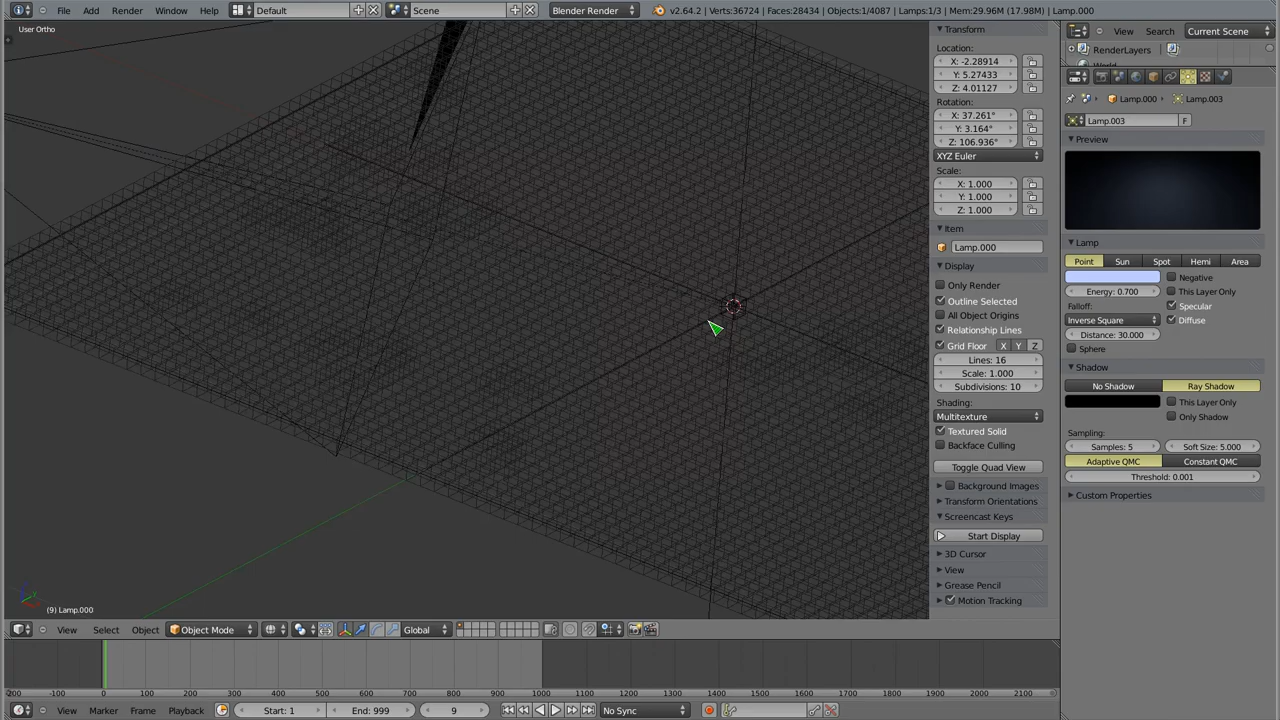 File Add Render Window Help Default Scene Blender Render v2.64.2 | Verts:36724 | Faces:28434 | Objects:1/4087 | Lamps:1/3 | Mem:29.96M (17.98M) | Lamp.000
User Ortho
Transform
Location:
X: -2.28914
Y: 5.27433
Z: 4.01127
Rotation:
X: 37.261°
Y: 3.164°
Z: 106.936°
XYZ Euler
Scale:
X: 1.000
Y: 1.000
Z: 1.000
Item
Lamp.000
Display
Only Render
Outline Selected
All Object Origins
Relationship Lines
Grid Floor X Y Z
Lines: 16
Scale: 1.000
Subdivisions: 10
Shading:
Multitexture
Textured Solid
Backface Culling
Toggle Quad View
Background Images
Transform Orientations
Screencast Keys
Start Display
3D Cursor
View
Grease Pencil
Motion Tracking
View Search Current Scene
RenderLayers
Lamp.000 Lamp.003
Lamp.003 F
Preview
Lamp
Point Sun Spot Hemi Area
Negative
Energy: 0.700 This Layer Only
Falloff: Specular
Inverse Square Diffuse
Distance: 30.000
Sphere
Shadow
No Shadow Ray Shadow
This Layer Only
Only Shadow
Sampling:
Samples: 5 Soft Size: 5.000
Adaptive QMC Constant QMC
Threshold: 0.001
Custom Properties
(9) Lamp.000
View Select Object Object Mode Global
-200 -100 0 100 200 300 400 500 600 700 800 900 1000 1100 1200 1300 1400 1500 1600 1700 1800 1900 2000 2100
View Marker Frame Playback Start: 1 End: 999 9 No Sync